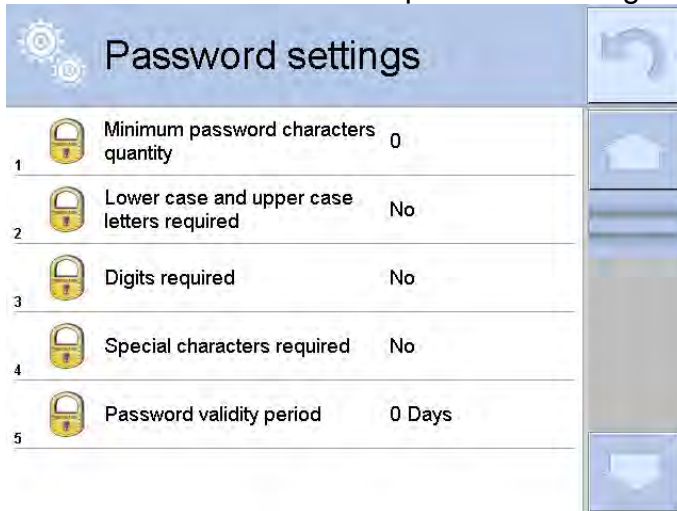 Password settings
1 Minimum password characters
quantity 0
2 Lower case and upper case
letters required No
3 Digits required No
4 Special characters required No
5 Password validity period 0 Days